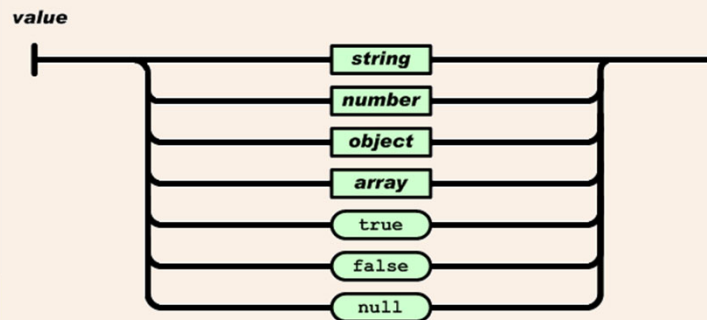 value
string
number
object
array
true
false
null